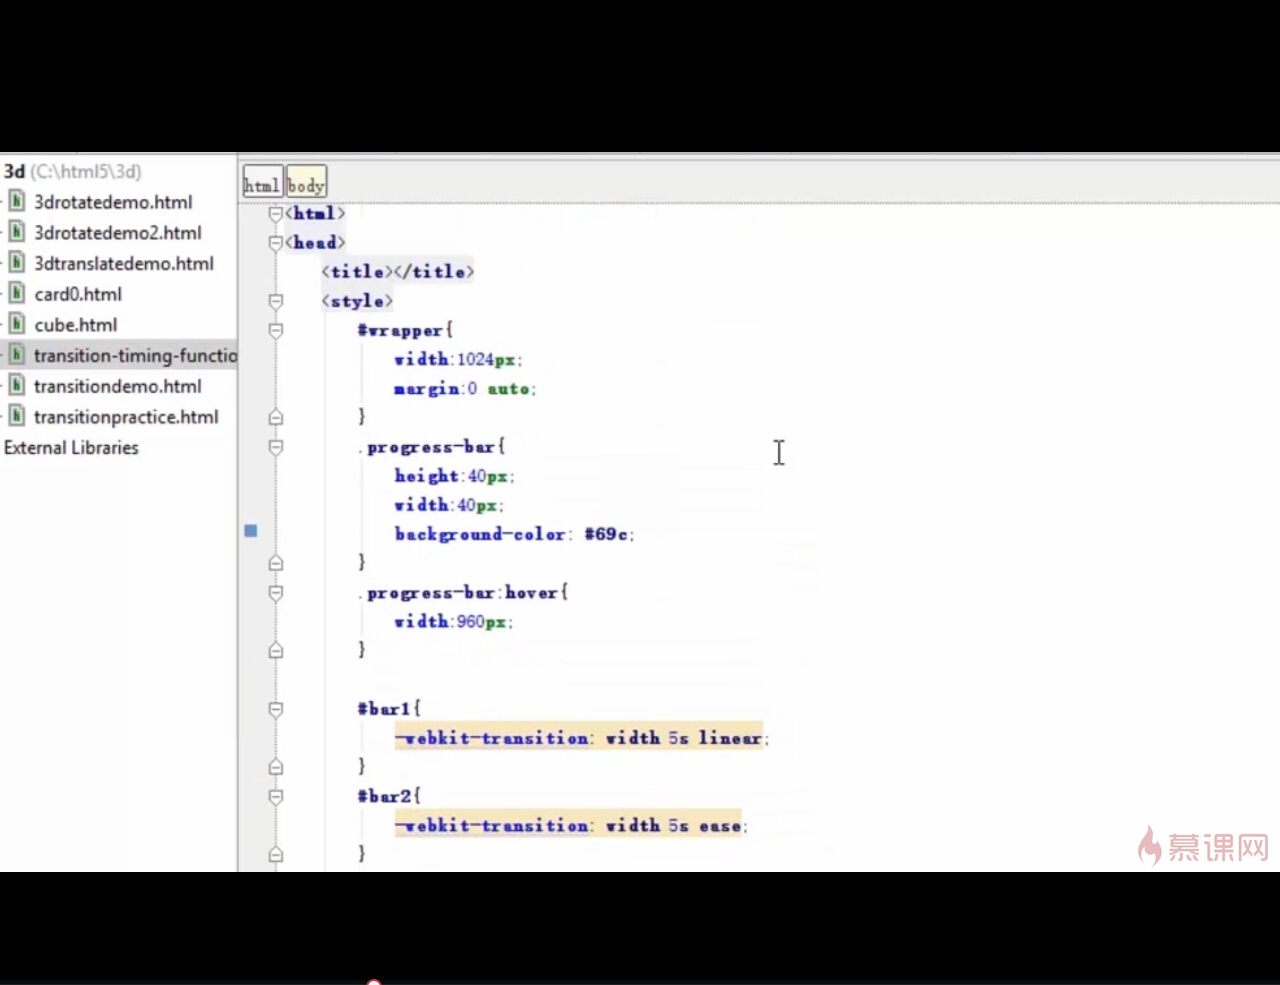 3d (C:\html5\3d)
3drotatedemo.html
3drotatedemo2.html
3dtranslatedemo.html
card0.html
cube.html
transition-timing-functio
transitiondemo.html
transitionpractice.html
External Libraries
html body
<html>
<head>
<title></title>
<style>
#wrapper{
width:1024px;
margin:0 auto;
}
.progress-bar{
height:40px;
width:40px;
background-color: #69c;
}
.progress-bar:hover{
width:960px;
}
#bar1{
-webkit-transition: width 5s linear;
}
#bar2{
-webkit-transition: width 5s ease;
}
慕课网